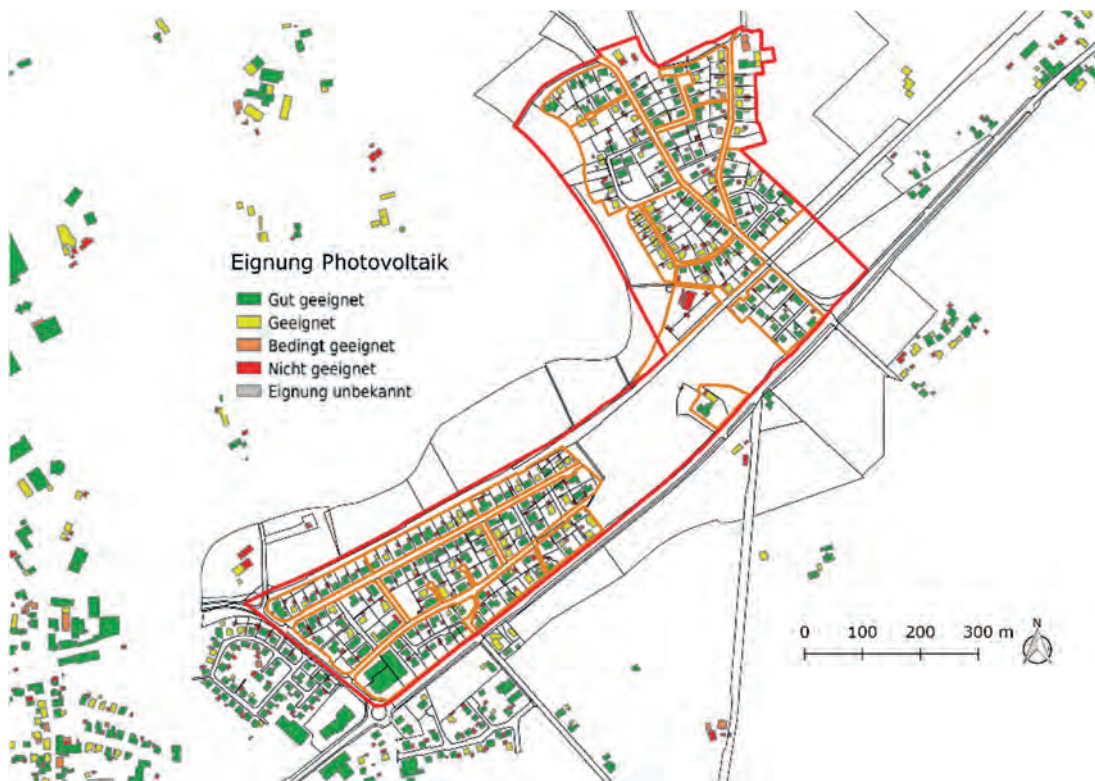 Eignung Photovoltaik
Gut geeignet
Geeignet
Bedingt geeignet
Nicht geeignet
Eignung unbekannt
0 100 200 300 m
N